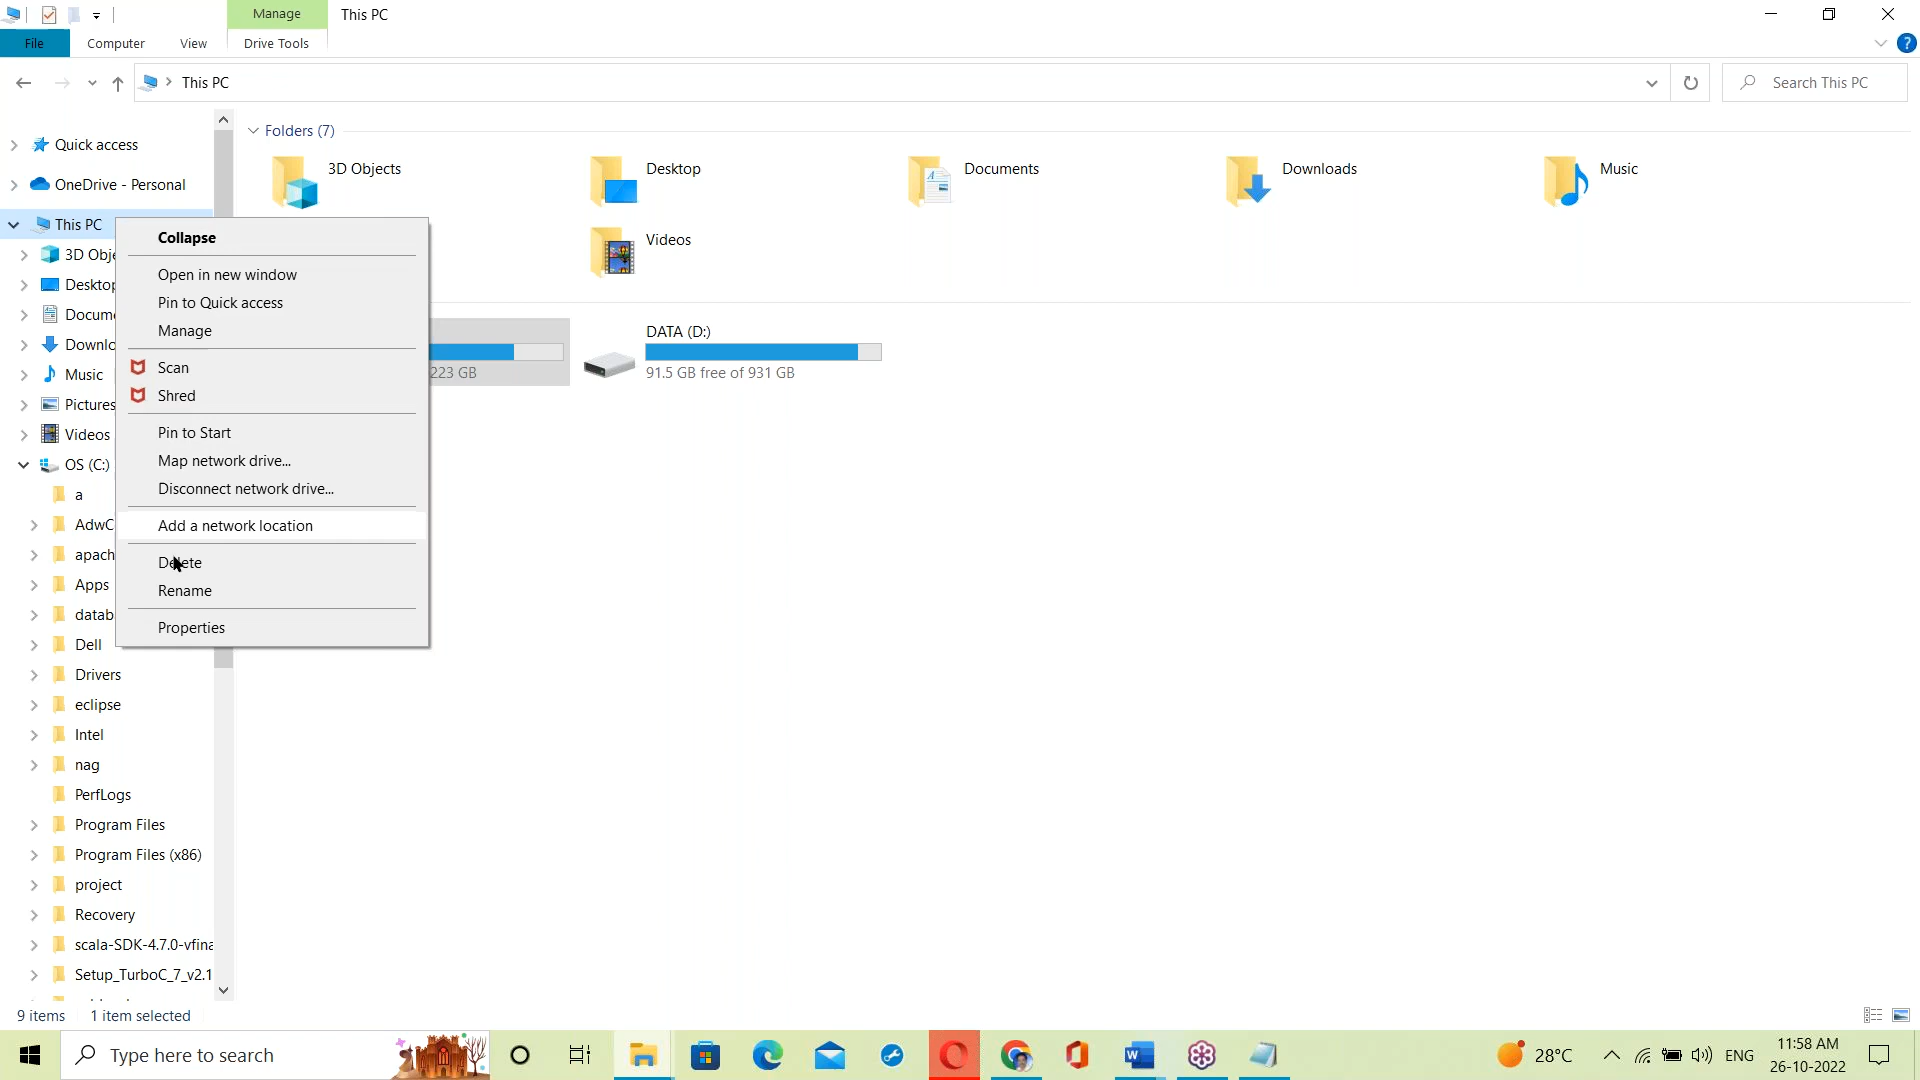 Manage
This PC
File
Computer
View
Drive Tools
This PC
Search This PC
Quick access
OneDrive - Personal
This PC
3D Obje
Desktop
Docum
Downlo
Music
Pictures
Videos
OS (C:)
a
AdwC
apach
Apps
datab
Dell
Drivers
eclipse
Intel
nag
PerfLogs
Program Files
Program Files (x86)
project
Recovery
scala-SDK-4.7.0-vfina
Setup_TurboC_7_v2.1
Collapse
Open in new window
Pin to Quick access
Manage
Scan
Shred
Pin to Start
Map network drive...
Disconnect network drive...
Add a network location
Delete
Rename
Properties
Folders (7)
3D Objects
Desktop
Documents
Downloads
Music
Videos
223 GB
DATA (D:)
91.5 GB free of 931 GB
9 items
1 item selected
Type here to search
28°C
ENG
11:58 AM
26-10-2022